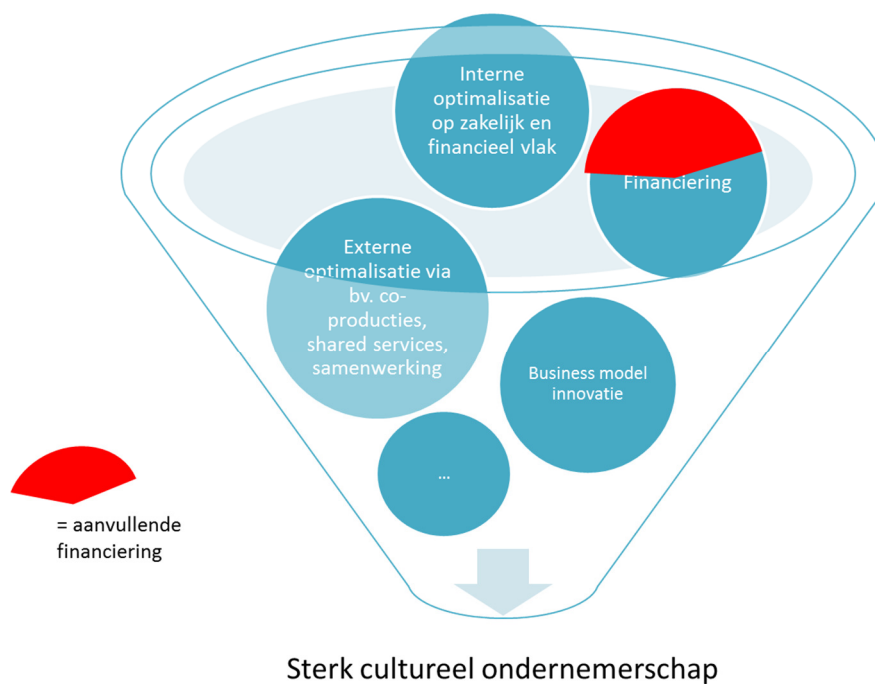 Interne
optimalisatie
op zakelijk en
financieel vlak
Financiering
Externe
optimalisatie via
bv. co-
producties,
shared services,
samenwerking
Business model
innovatie
...
= aanvullende
financiering
Sterk cultureel ondernemerschap